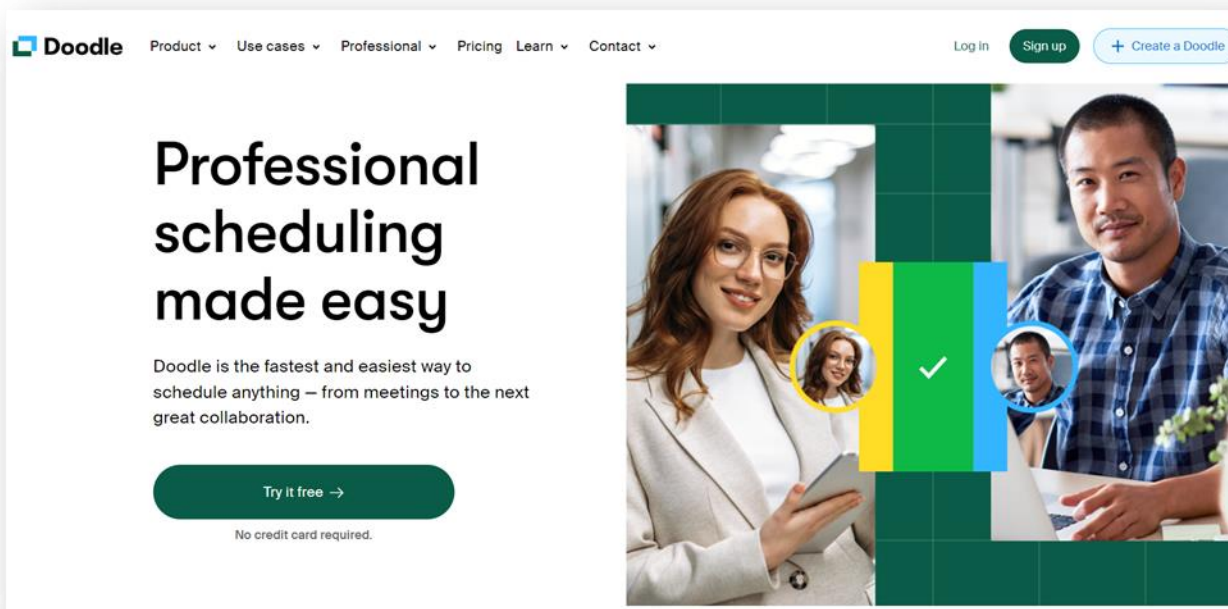 Doodle Product Use cases Professional Pricing Learn Contact Log in Sign up + Create a Doodle
Professional
scheduling
made easy
Doodle is the fastest and easiest way to
schedule anything — from meetings to the next
great collaboration.
Try it free →
No credit card required.